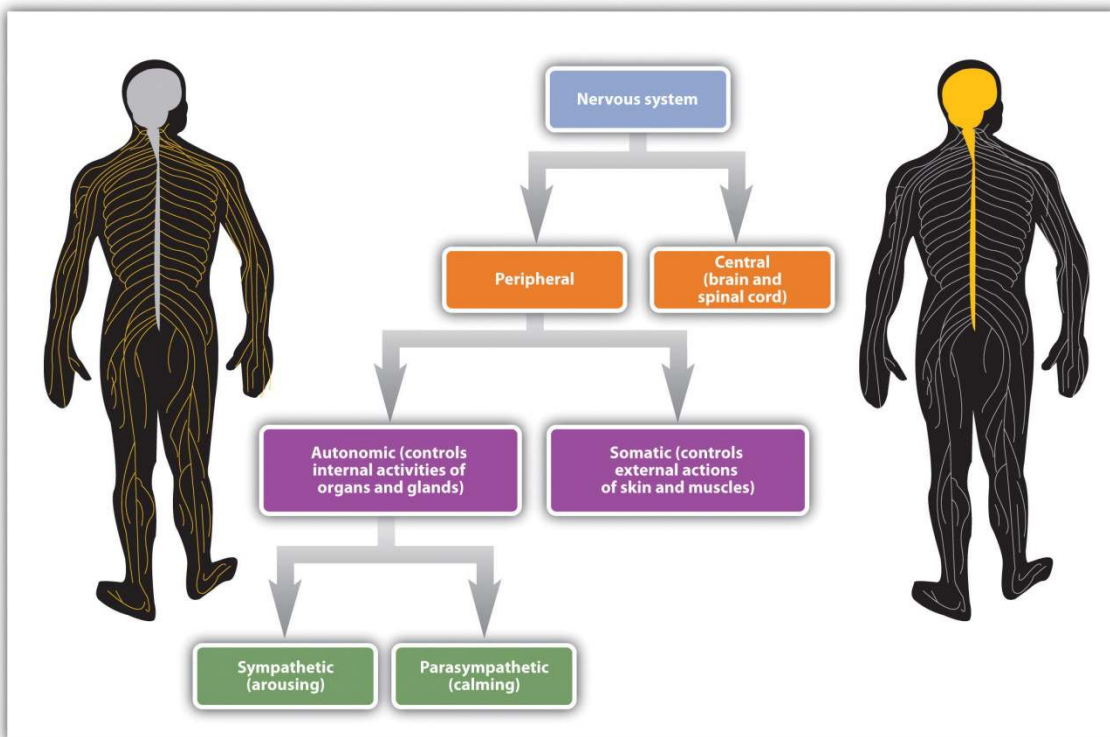 Nervous system
Peripheral
Central
(brain and
spinal cord)
Autonomic (controls
internal activities of
organs and glands)
Somatic (controls
external actions
of skin and muscles)
Sympathetic
(arousing)
Parasympathetic
(calming)